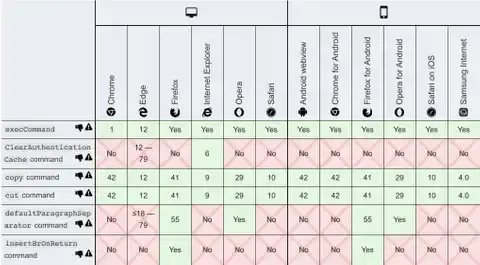 Chrome
Edge
Firefox
Internet Explorer
Opera
Safari
Android webview
Chrome for Android
Firefox for Android
Opera for Android
Safari on iOS
Samsung Internet
execCommand 1 12 Yes Yes Yes Yes Yes Yes Yes Yes Yes Yes
ClearAuthentication
Cache command No 12 — 79 No 6 No No No No No No No No
copy command 42 12 41 9 29 10 42 42 41 29 10 4.0
cut command 42 12 41 9 29 10 42 42 41 29 10 4.0
defaultParagraphSep
arator command No ≤18 — 79 55 No Yes No No No 55 Yes No No
insertBrOnReturn
command No No Yes No No No No No Yes No No No